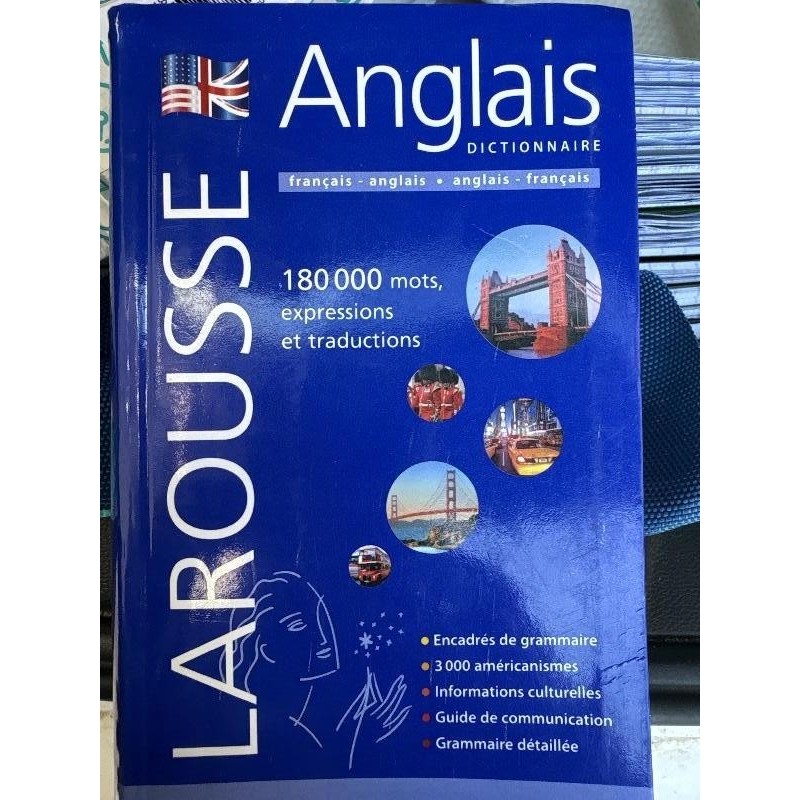 LAROUSSE
Anglais
DICTIONNAIRE
français - anglais • anglais - français
180 000 mots,
expressions
et traductions
• Encadrés de grammaire
• 3 000 américanismes
• Informations culturelles
• Guide de communication
• Grammaire détaillée